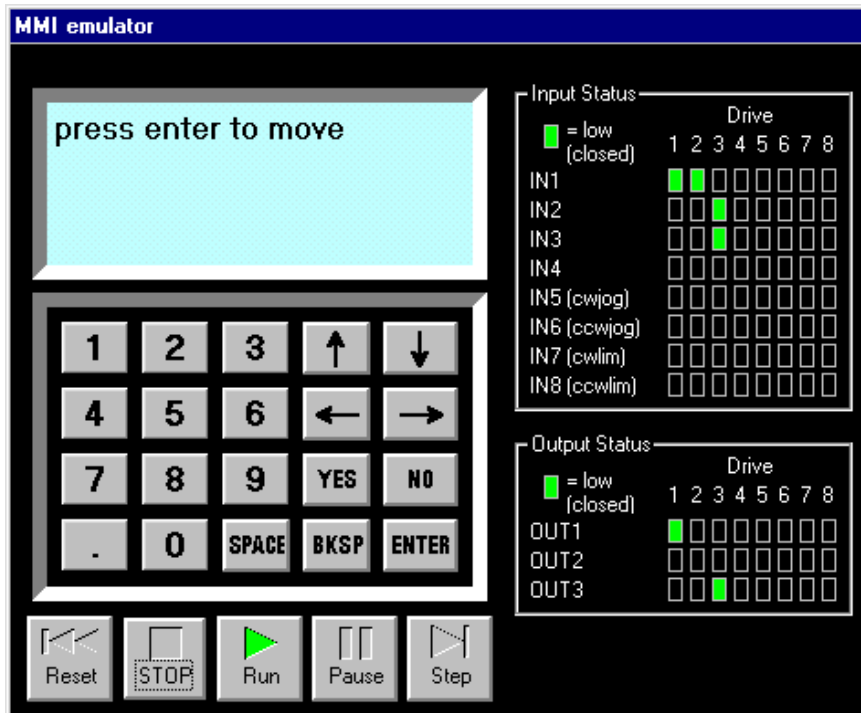 MMI emulator
press enter to move
1 2 3
4 5 6
7 8 9 YES NO
. 0 SPACE BKSP ENTER
Reset STOP Run Pause Step
Input Status
= low
(closed)
Drive
1 2 3 4 5 6 7 8
IN1
IN2
IN3
IN4
IN5 (cwjog)
IN6 (ccwjog)
IN7 (cwlim)
IN8 (ccwlim)
Output Status
= low
(closed)
Drive
1 2 3 4 5 6 7 8
OUT1
OUT2
OUT3